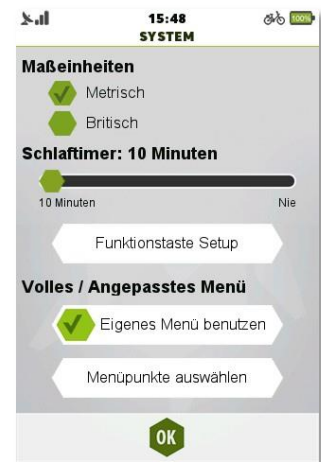 15:48
100%
SYSTEM
Maßeinheiten
Metrisch
Britisch
Schlaftimer: 10 Minuten
10 Minuten Nie
Funktionstaste Setup
Volles / Angepasstes Menü
Eigenes Menü benutzen
Menüpunkte auswählen
OK